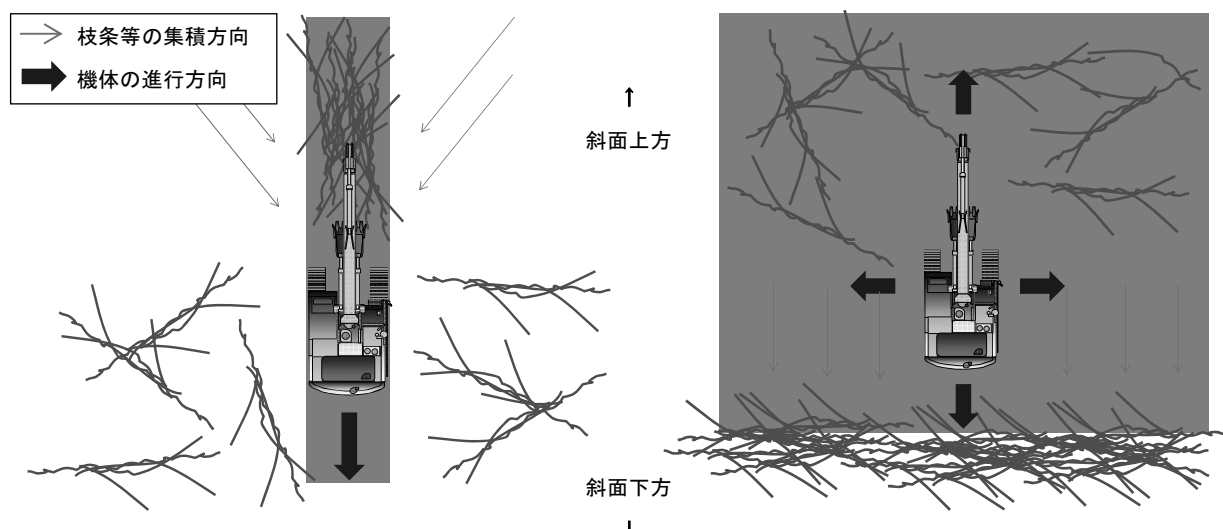 枝条等の集積方向
機体の進行方向
斜面上方
斜面下方